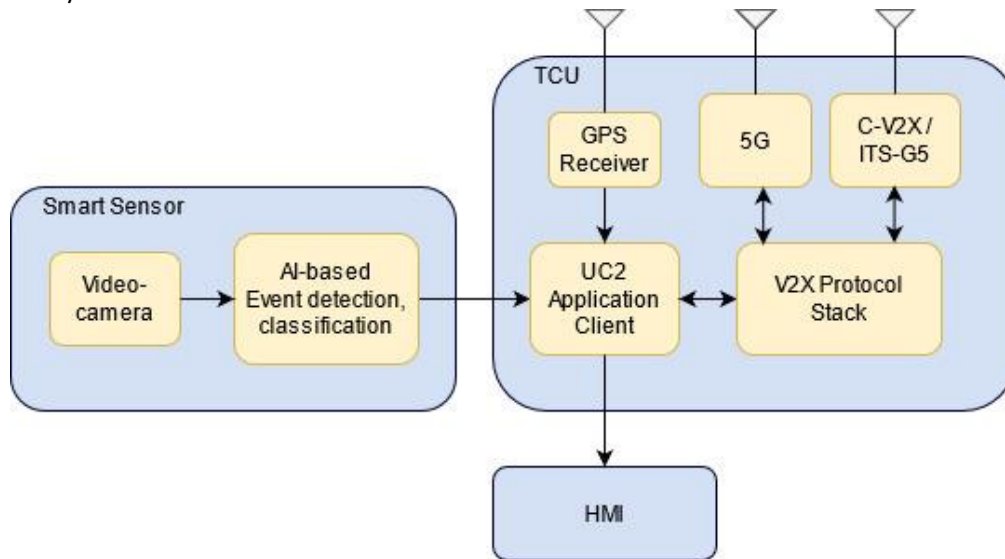 TCU
GPS
Receiver
5G
C-V2X /
ITS-G5
Smart Sensor
Video-
camera
AI-based
Event detection,
classification
UC2
Application
Client
V2X Protocol
Stack
HMI